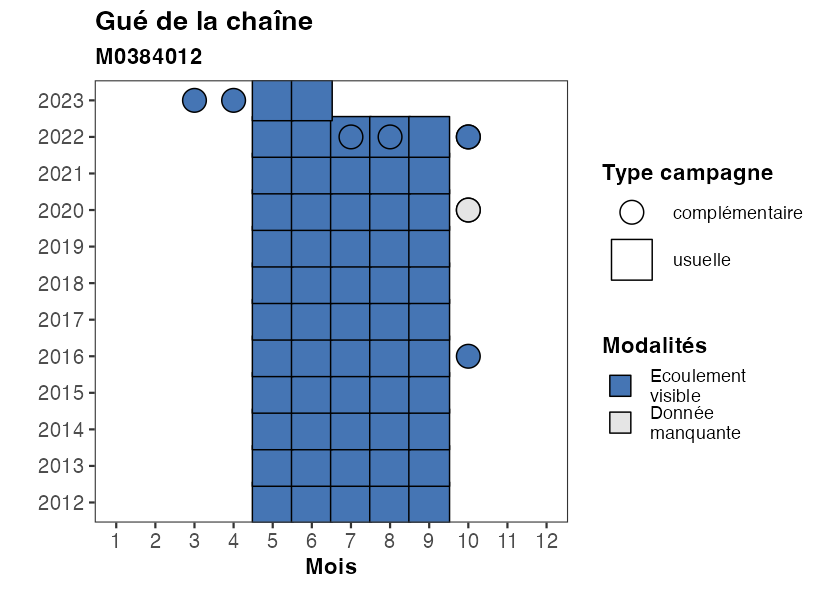 Gué de la chaîne
M0384012
2023
2022
2021
2020
2019
2018
2017
2016
2015
2014
2013
2012
1 2 3 4 5 6 7 8 9 10 11 12
Mois
Type campagne
complémentaire
usuelle
Modalités
Ecoulement
visible
Donnée
manquante